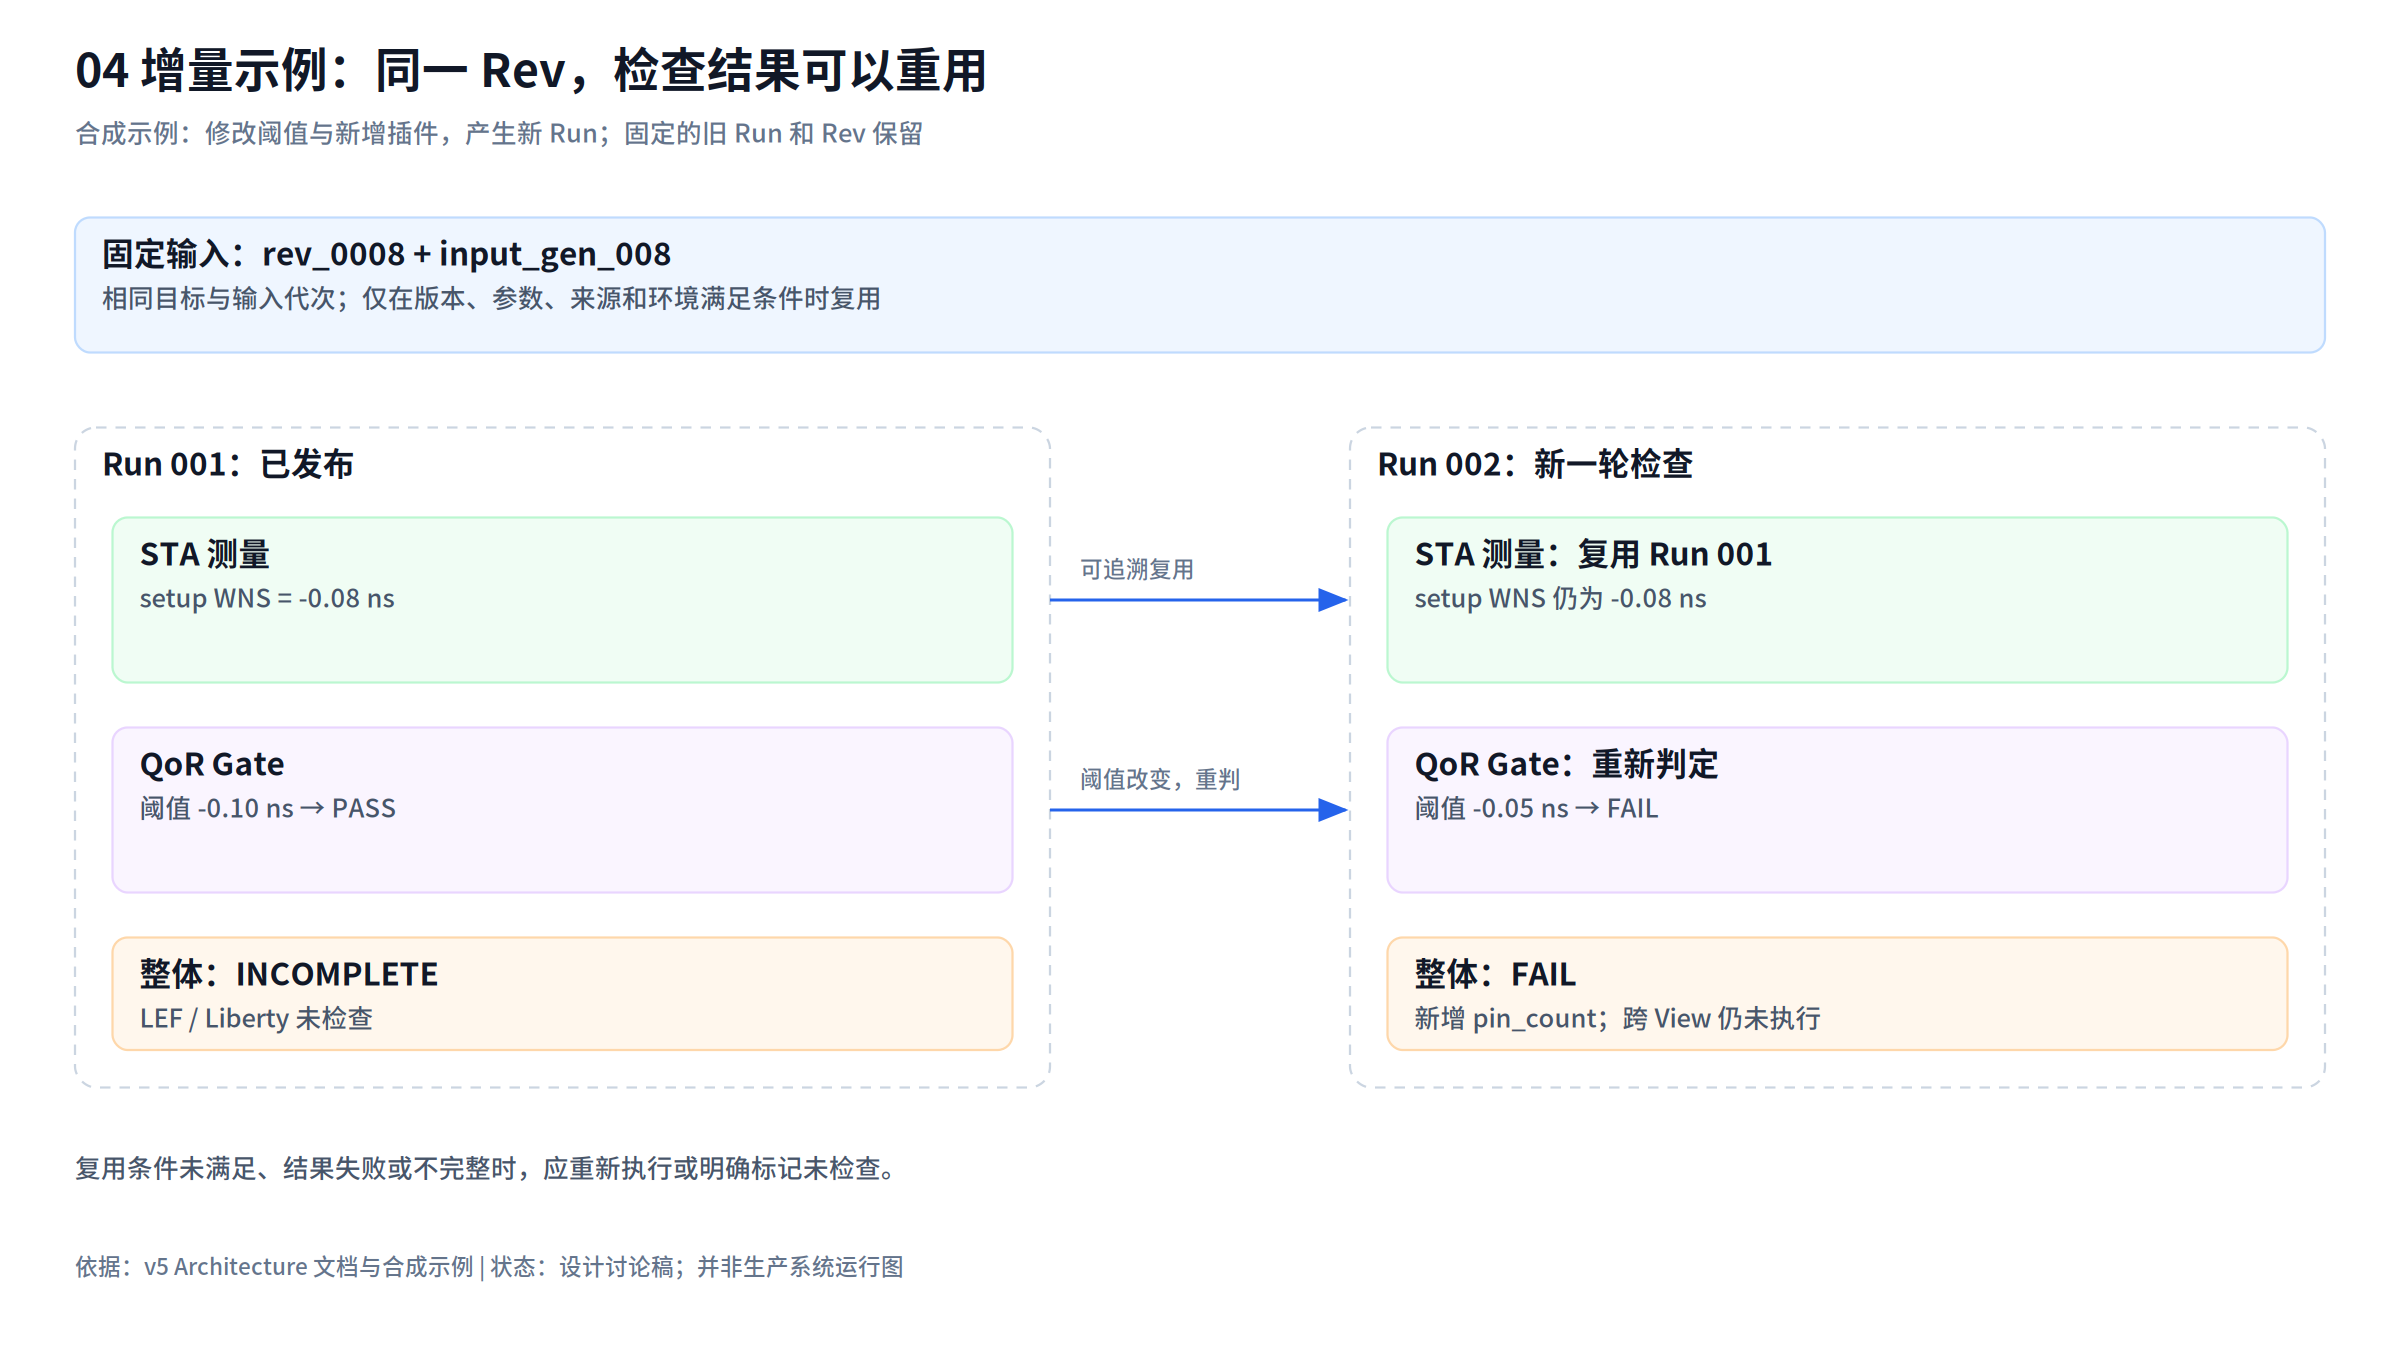 04 增量示例：同一 Rev，检查结果可以重用
合成示例：修改阈值与新增插件，产生新 Run；固定的旧 Run 和 Rev 保留
固定输入：rev_0008 + input_gen_008
相同目标与输入代次；仅在版本、参数、来源和环境满足条件时复用
Run 001：已发布
STA 测量
setup WNS = -0.08 ns
QoR Gate
阈值 -0.10 ns → PASS
整体：INCOMPLETE
LEF / Liberty 未检查
可追溯复用
阈值改变，重判
Run 002：新一轮检查
STA 测量：复用 Run 001
setup WNS 仍为 -0.08 ns
QoR Gate：重新判定
阈值 -0.05 ns → FAIL
整体：FAIL
新增 pin_count；跨 View 仍未执行
复用条件未满足、结果失败或不完整时，应重新执行或明确标记未检查。
依据：v5 Architecture 文档与合成示例 | 状态：设计讨论稿；并非生产系统运行图